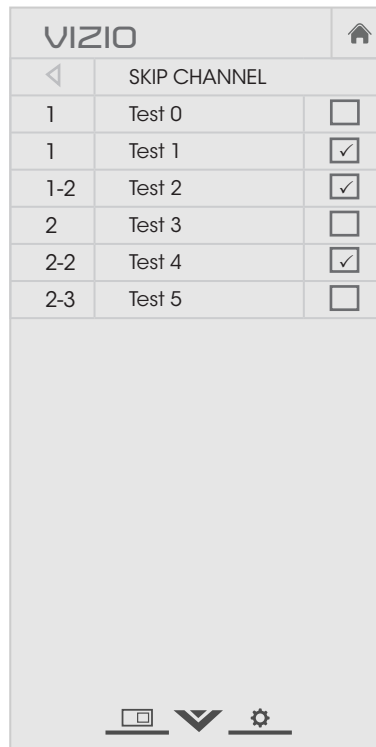 VIZIO
SKIP CHANNEL
1 Test 0
1 Test 1
1-2 Test 2
2 Test 3
2-2 Test 4
2-3 Test 5